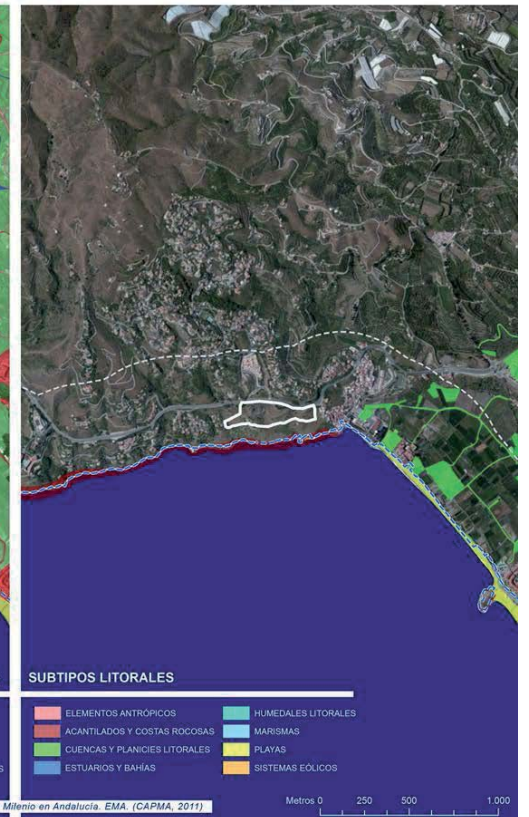 SUBTIPOS LITORALES
ELEMENTOS ANTRÓPICOS
ACANTILADOS Y COSTAS ROCOSAS
CUENCAS Y PLANICIES LITORALES
ESTUARIOS Y BAHÍAS
HUMEDALES LITORALES
MARISMAS
PLAYAS
SISTEMAS EÓLICOS
S
Milenio en Andalucía. EMA. (CAPMA, 2011)
Metros 0 250 500 1.000